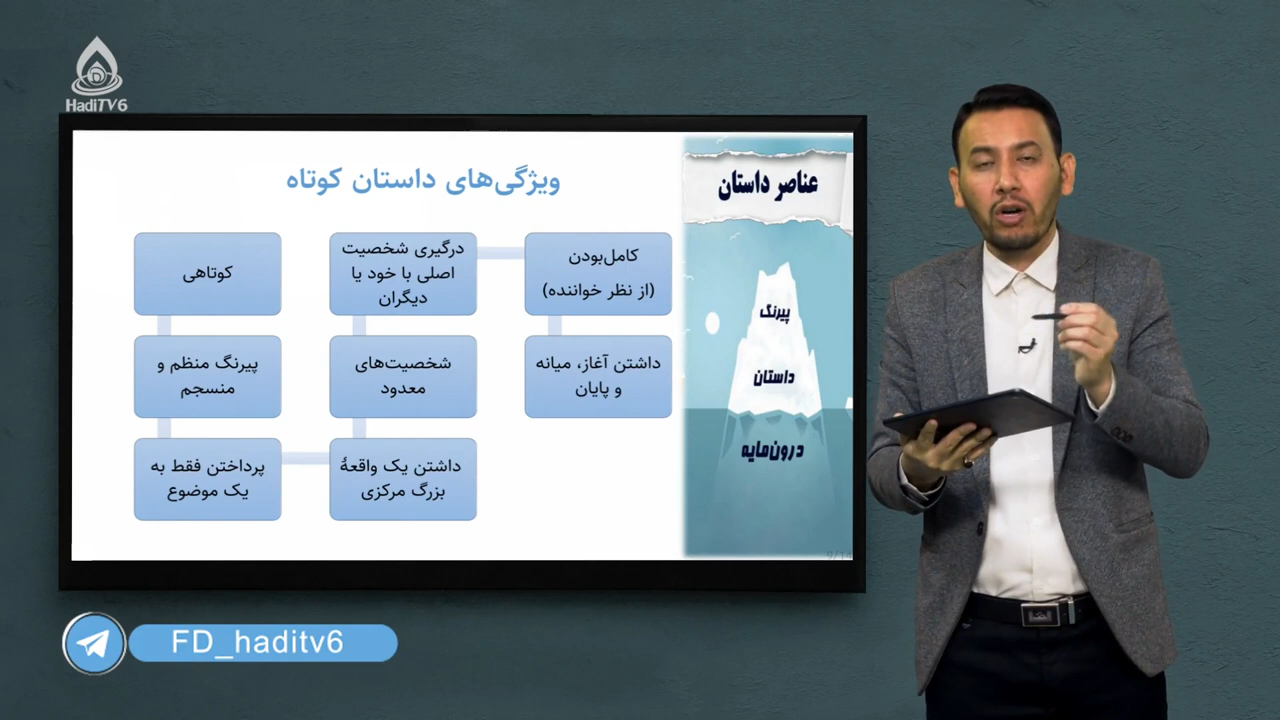 HadiTV6
ویژگی‌های داستان کوتاه
کوتاهی
پیرنگ منظم و
منسجم
پرداختن فقط به
یک موضوع
داشتن یک واقعهٔ
بزرگ مرکزی
شخصیت‌های
معدود
درگیری شخصیت
اصلی با خود یا
دیگران
کامل‌بودن
(از نظر خواننده)
داشتن آغاز، میانه
و پایان
عناصر داستان
پیرنگ
داستان
درون‌مایه
9/14
FD_haditv6